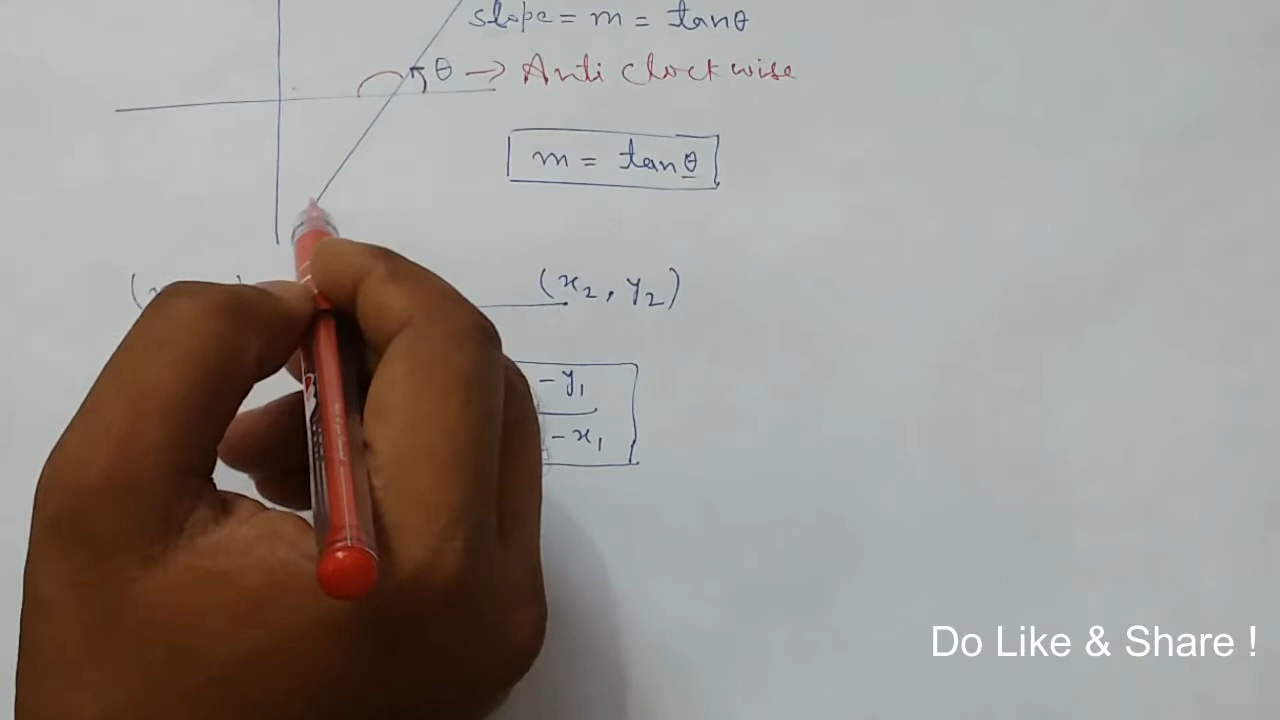 slope = m = tanθ
θ → Anti clockwise
m = tanθ
(x₂, y₂)
- y₁
- x₁
Do Like & Share !